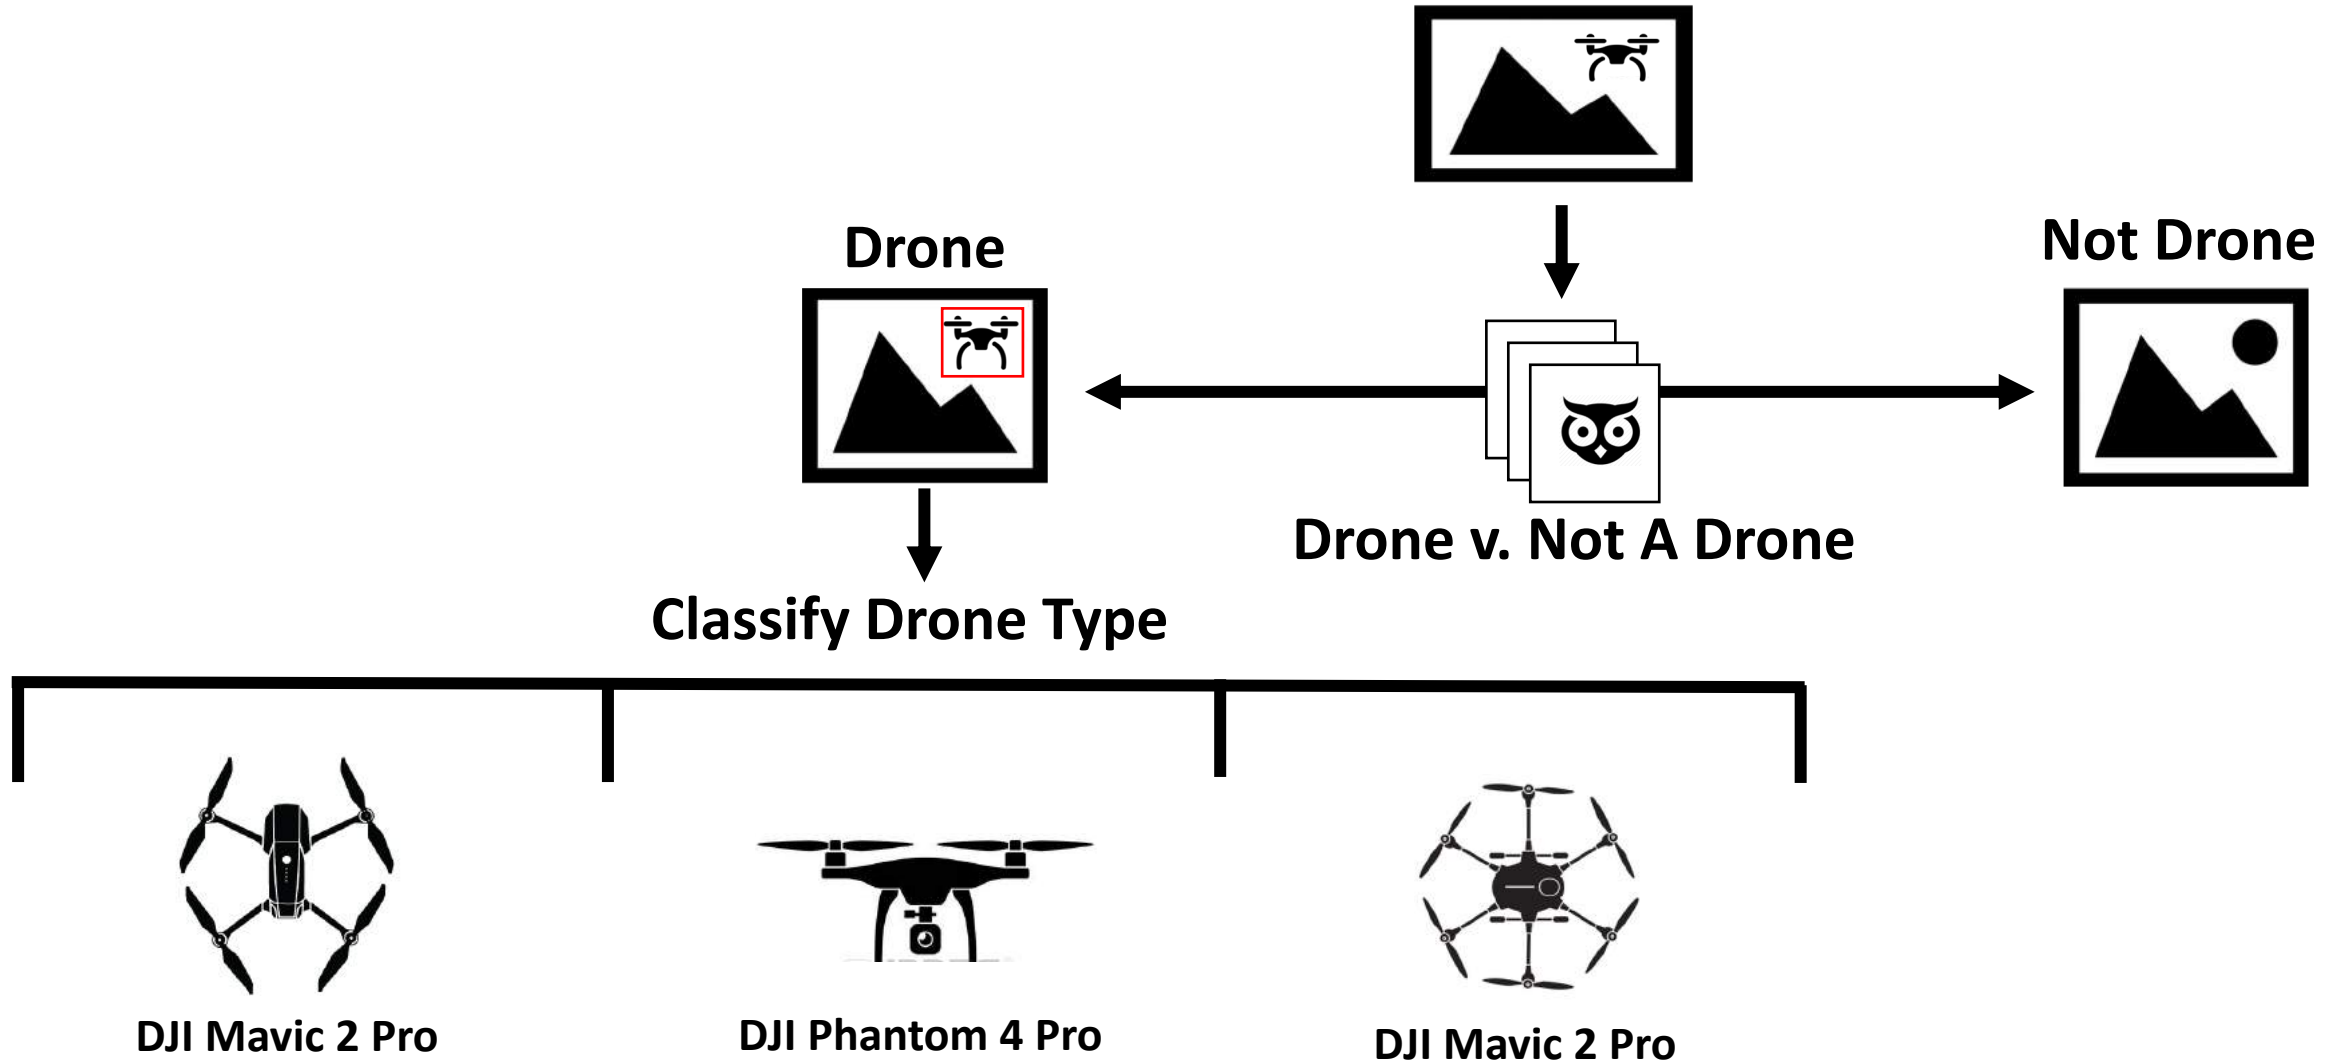 Drone
Not Drone
Drone v. Not A Drone
Classify Drone Type
DJI Mavic 2 Pro
DJI Phantom 4 Pro
DJI Mavic 2 Pro